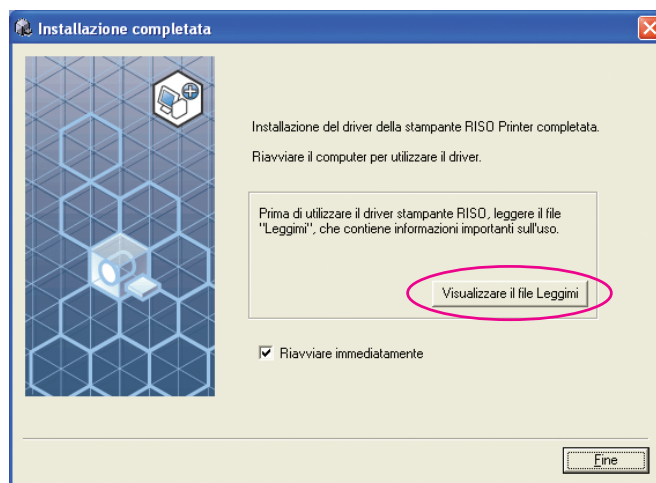 Installazione completata
Installazione del driver della stampante RISO Printer completata.
Riavviare il computer per utilizzare il driver.
Prima di utilizzare il driver stampante RISO, leggere il file
"Leggimi", che contiene informazioni importanti sull'uso.
Visualizzare il file Leggimi
Riavviare immediatamente
Fine